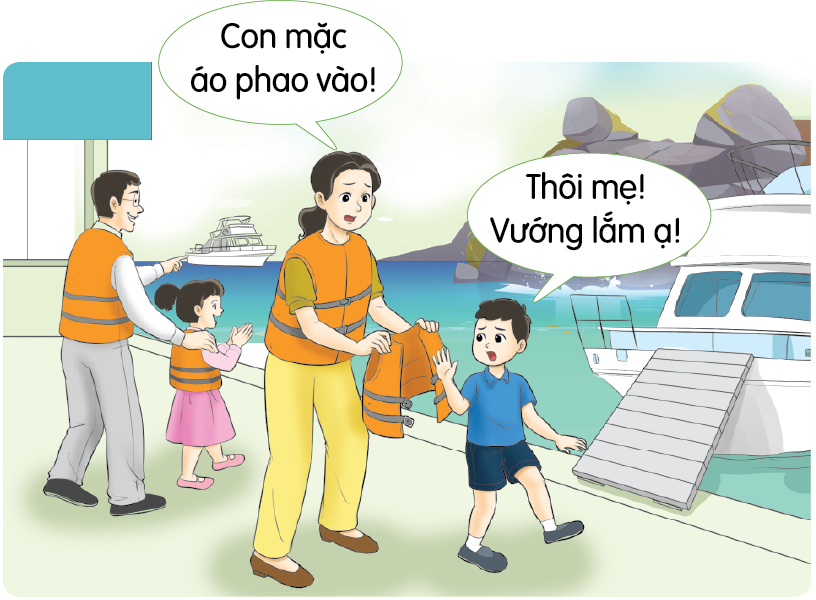 Con mặc
áo phao vào!
Thôi mẹ!
Vướng lắm ạ!